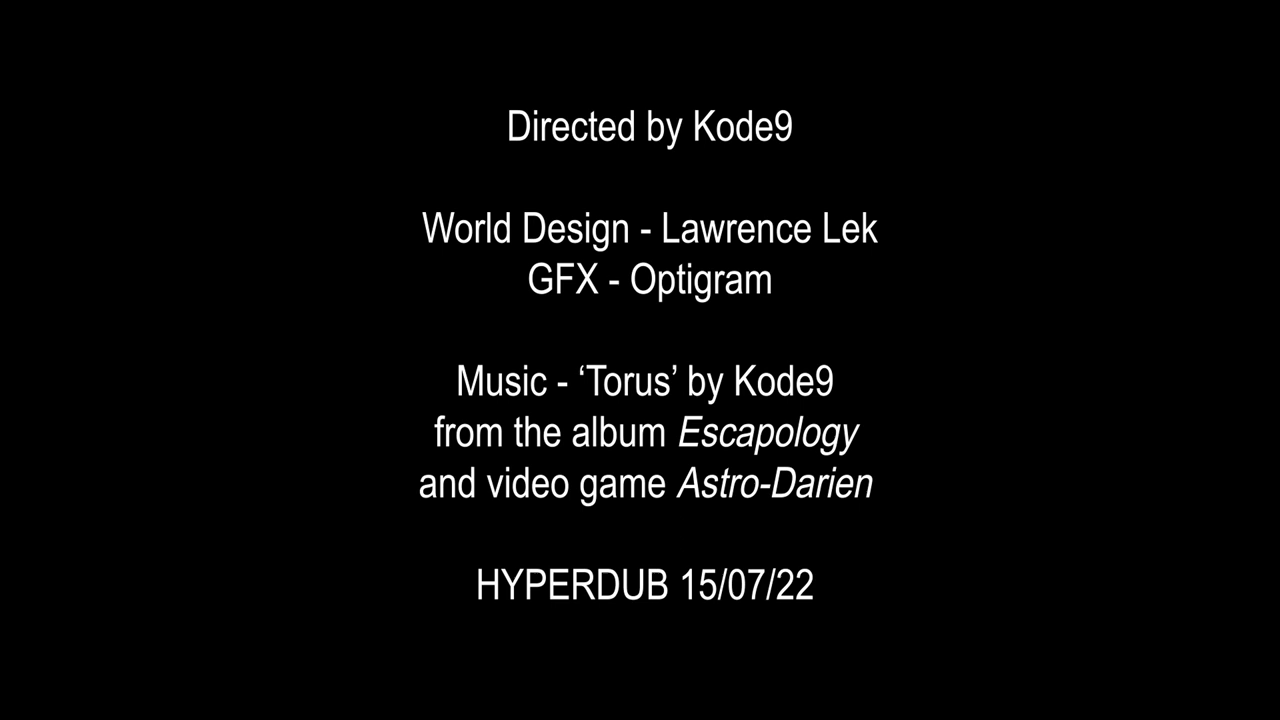 Directed by Kode9
World Design - Lawrence Lek
GFX - Optigram
Music - ‘Torus’ by Kode9
from the album Escapology
and video game Astro-Darien
HYPERDUB 15/07/22